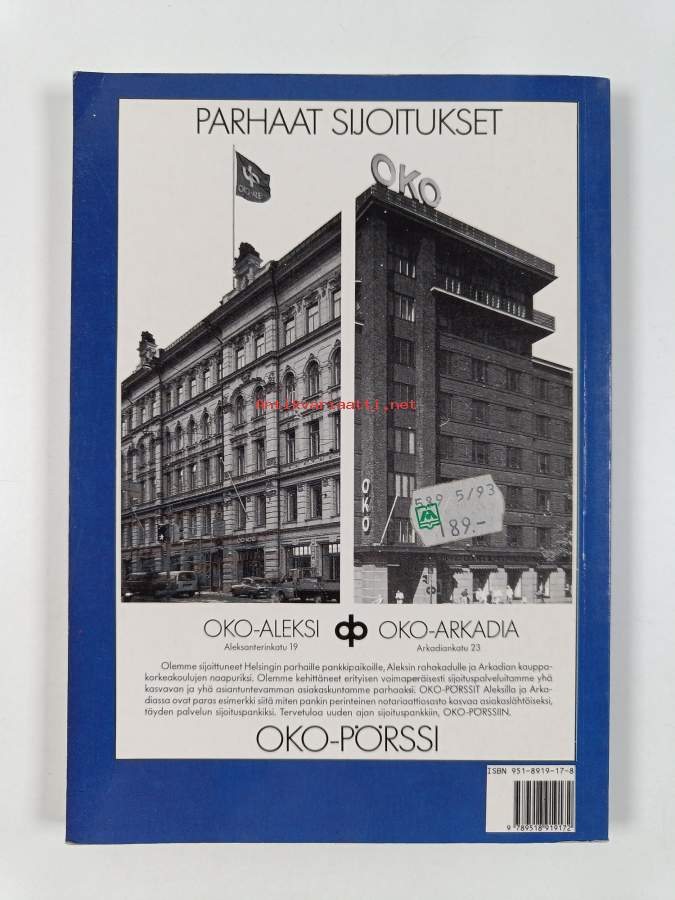 PARHAAT SIJOITUKSET
OKO
OKO
Antikvariaatti.net
589 5/93
189.-
OKO-ALEKSI
OKO-ARKADIA
Aleksanterinkatu 19
Arkadiankatu 23
Olemme sijoittuneet Helsingin parhaille pankkipaikoille, Aleksin rahakadulle ja Arkadian kauppa-
korkeakoulujen naapuriksi. Olemme kehittäneet erityisen voimaperäisesti sijoituspalveluitamme yhä
kasvavan ja yhä asiantuntevamman asiakaskuntamme parhaaksi. OKO-PÖRSSIT Aleksilla ja Arka-
diassa ovat paras esimerkki siitä miten pankin perinteinen notariaattiosasto kasvaa asiakaslähtöiseksi,
täyden palvelun sijoituspankiksi. Tervetuloa uuden ajan sijoituspankkiin, OKO-PÖRSSIIN.
OKO-PÖRSSI
ISBN 951-8919-17-8
9 789518 919172